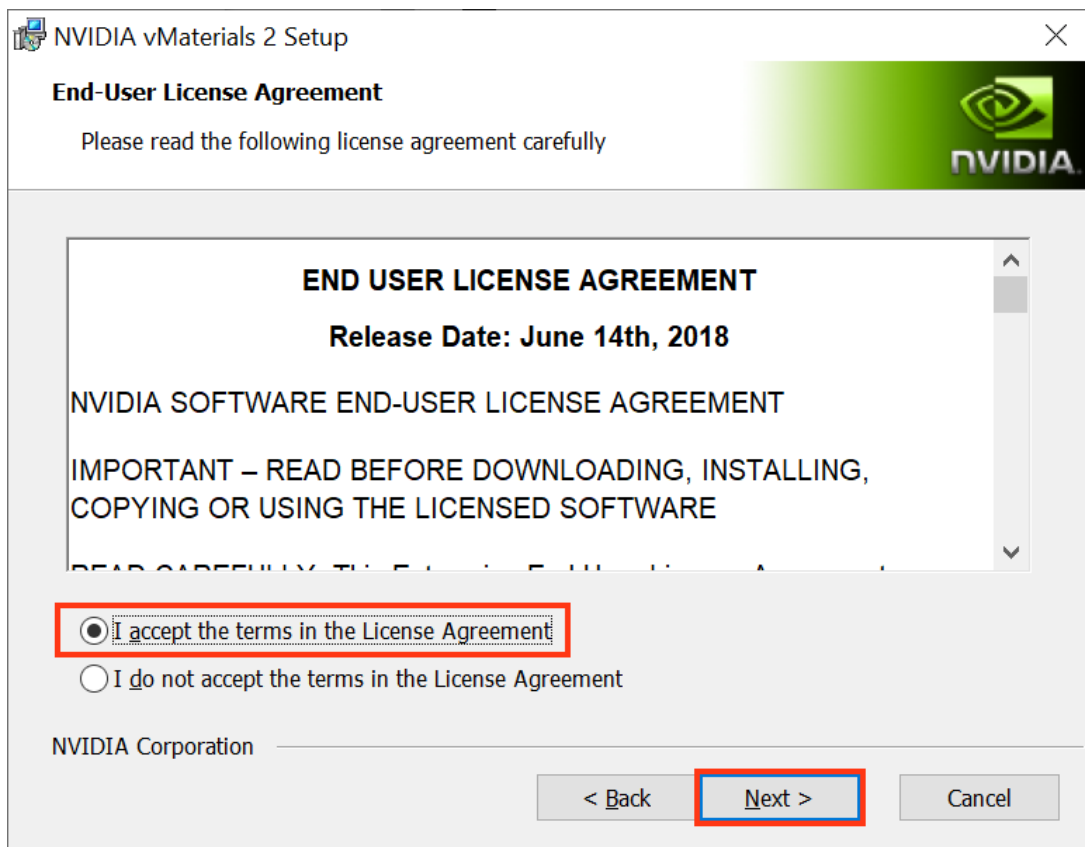 NVIDIA vMaterials 2 Setup
End-User License Agreement
Please read the following license agreement carefully
NVIDIA.
END USER LICENSE AGREEMENT
Release Date: June 14th, 2018
NVIDIA SOFTWARE END-USER LICENSE AGREEMENT
IMPORTANT – READ BEFORE DOWNLOADING, INSTALLING,
COPYING OR USING THE LICENSED SOFTWARE
I accept the terms in the License Agreement
I do not accept the terms in the License Agreement
NVIDIA Corporation
< Back Next > Cancel